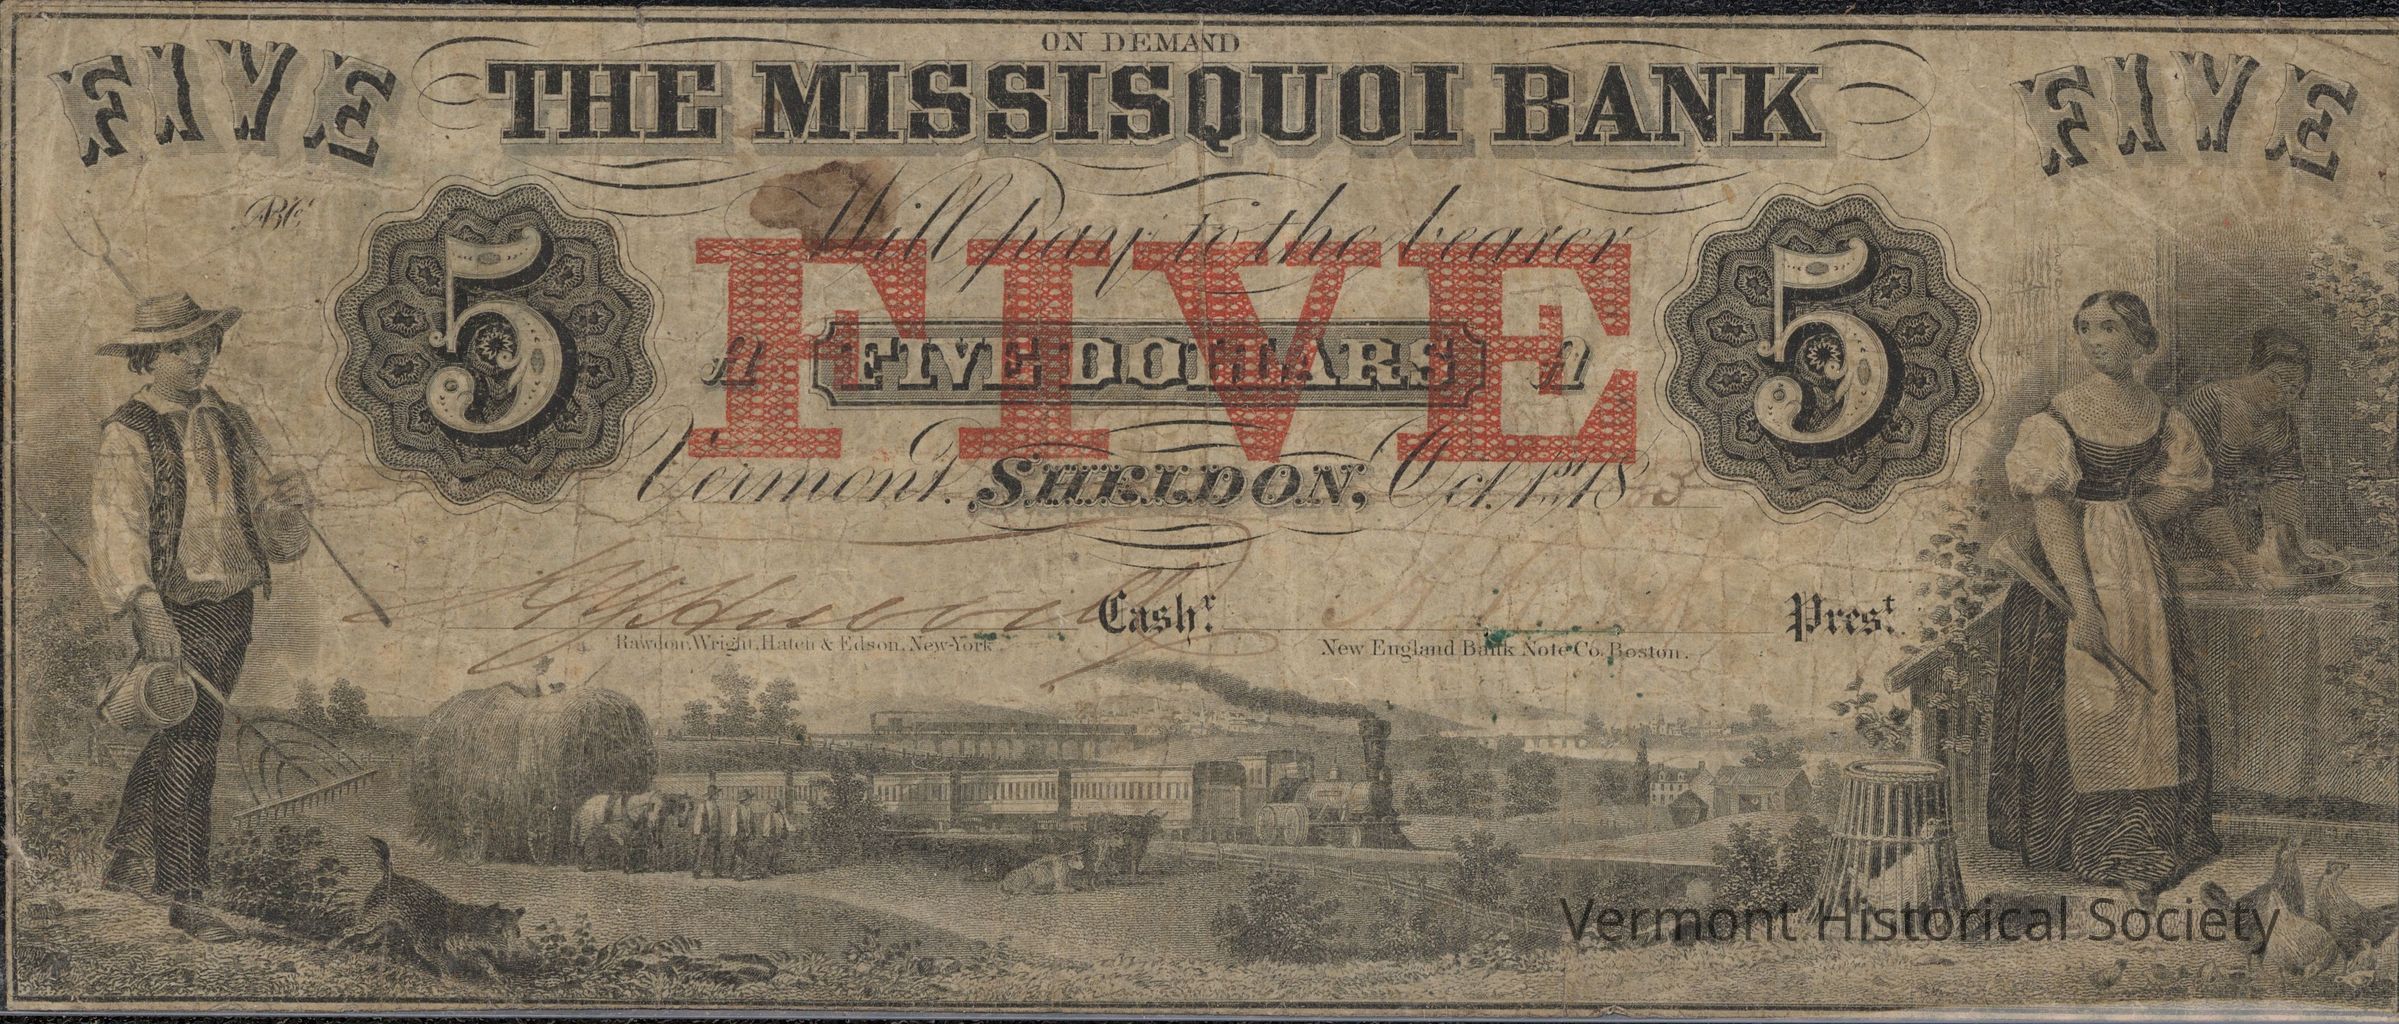 ON DEMAND
FIVE THE MISSISQUOI BANK FIVE
Will pay to the bearer
5 FIVE 5
A FIVE DOLLARS A
Vermont. SHELDON, Oct. 1st, 18 3
Cashr. Prest.
Rawdon, Wright, Hatch & Edson, New-York. New England Bank Note Co. Boston.
Vermont Historical Society